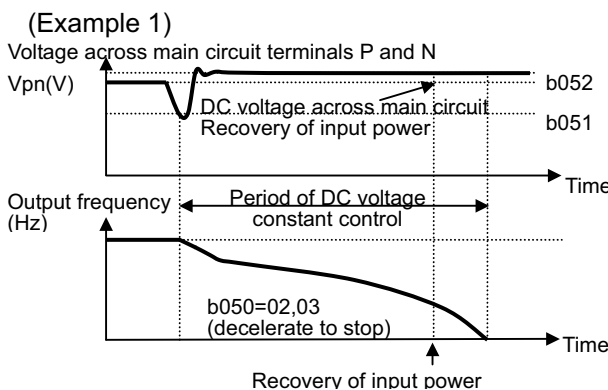 (Example 1)
Voltage across main circuit terminals P and N
Vpn(V)
b052
DC voltage across main circuit
b051
Recovery of input power
Time
Output frequency
(Hz)
Period of DC voltage
constant control
b050=02,03
(decelerate to stop)
Time
Recovery of input power